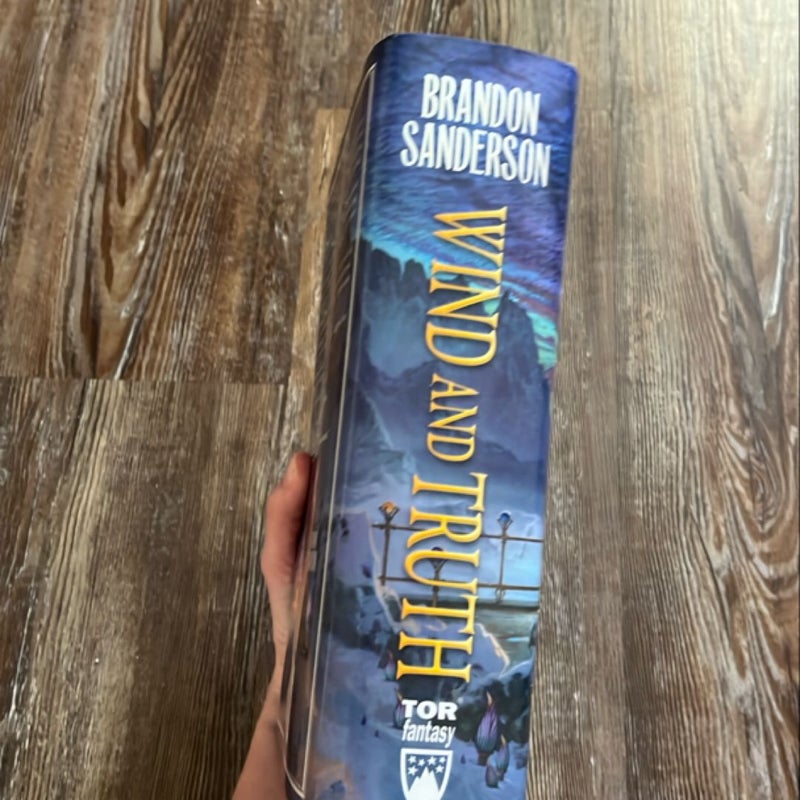 BRANDON
SANDERSON
WIND AND TRUTH
TOR
fantasy